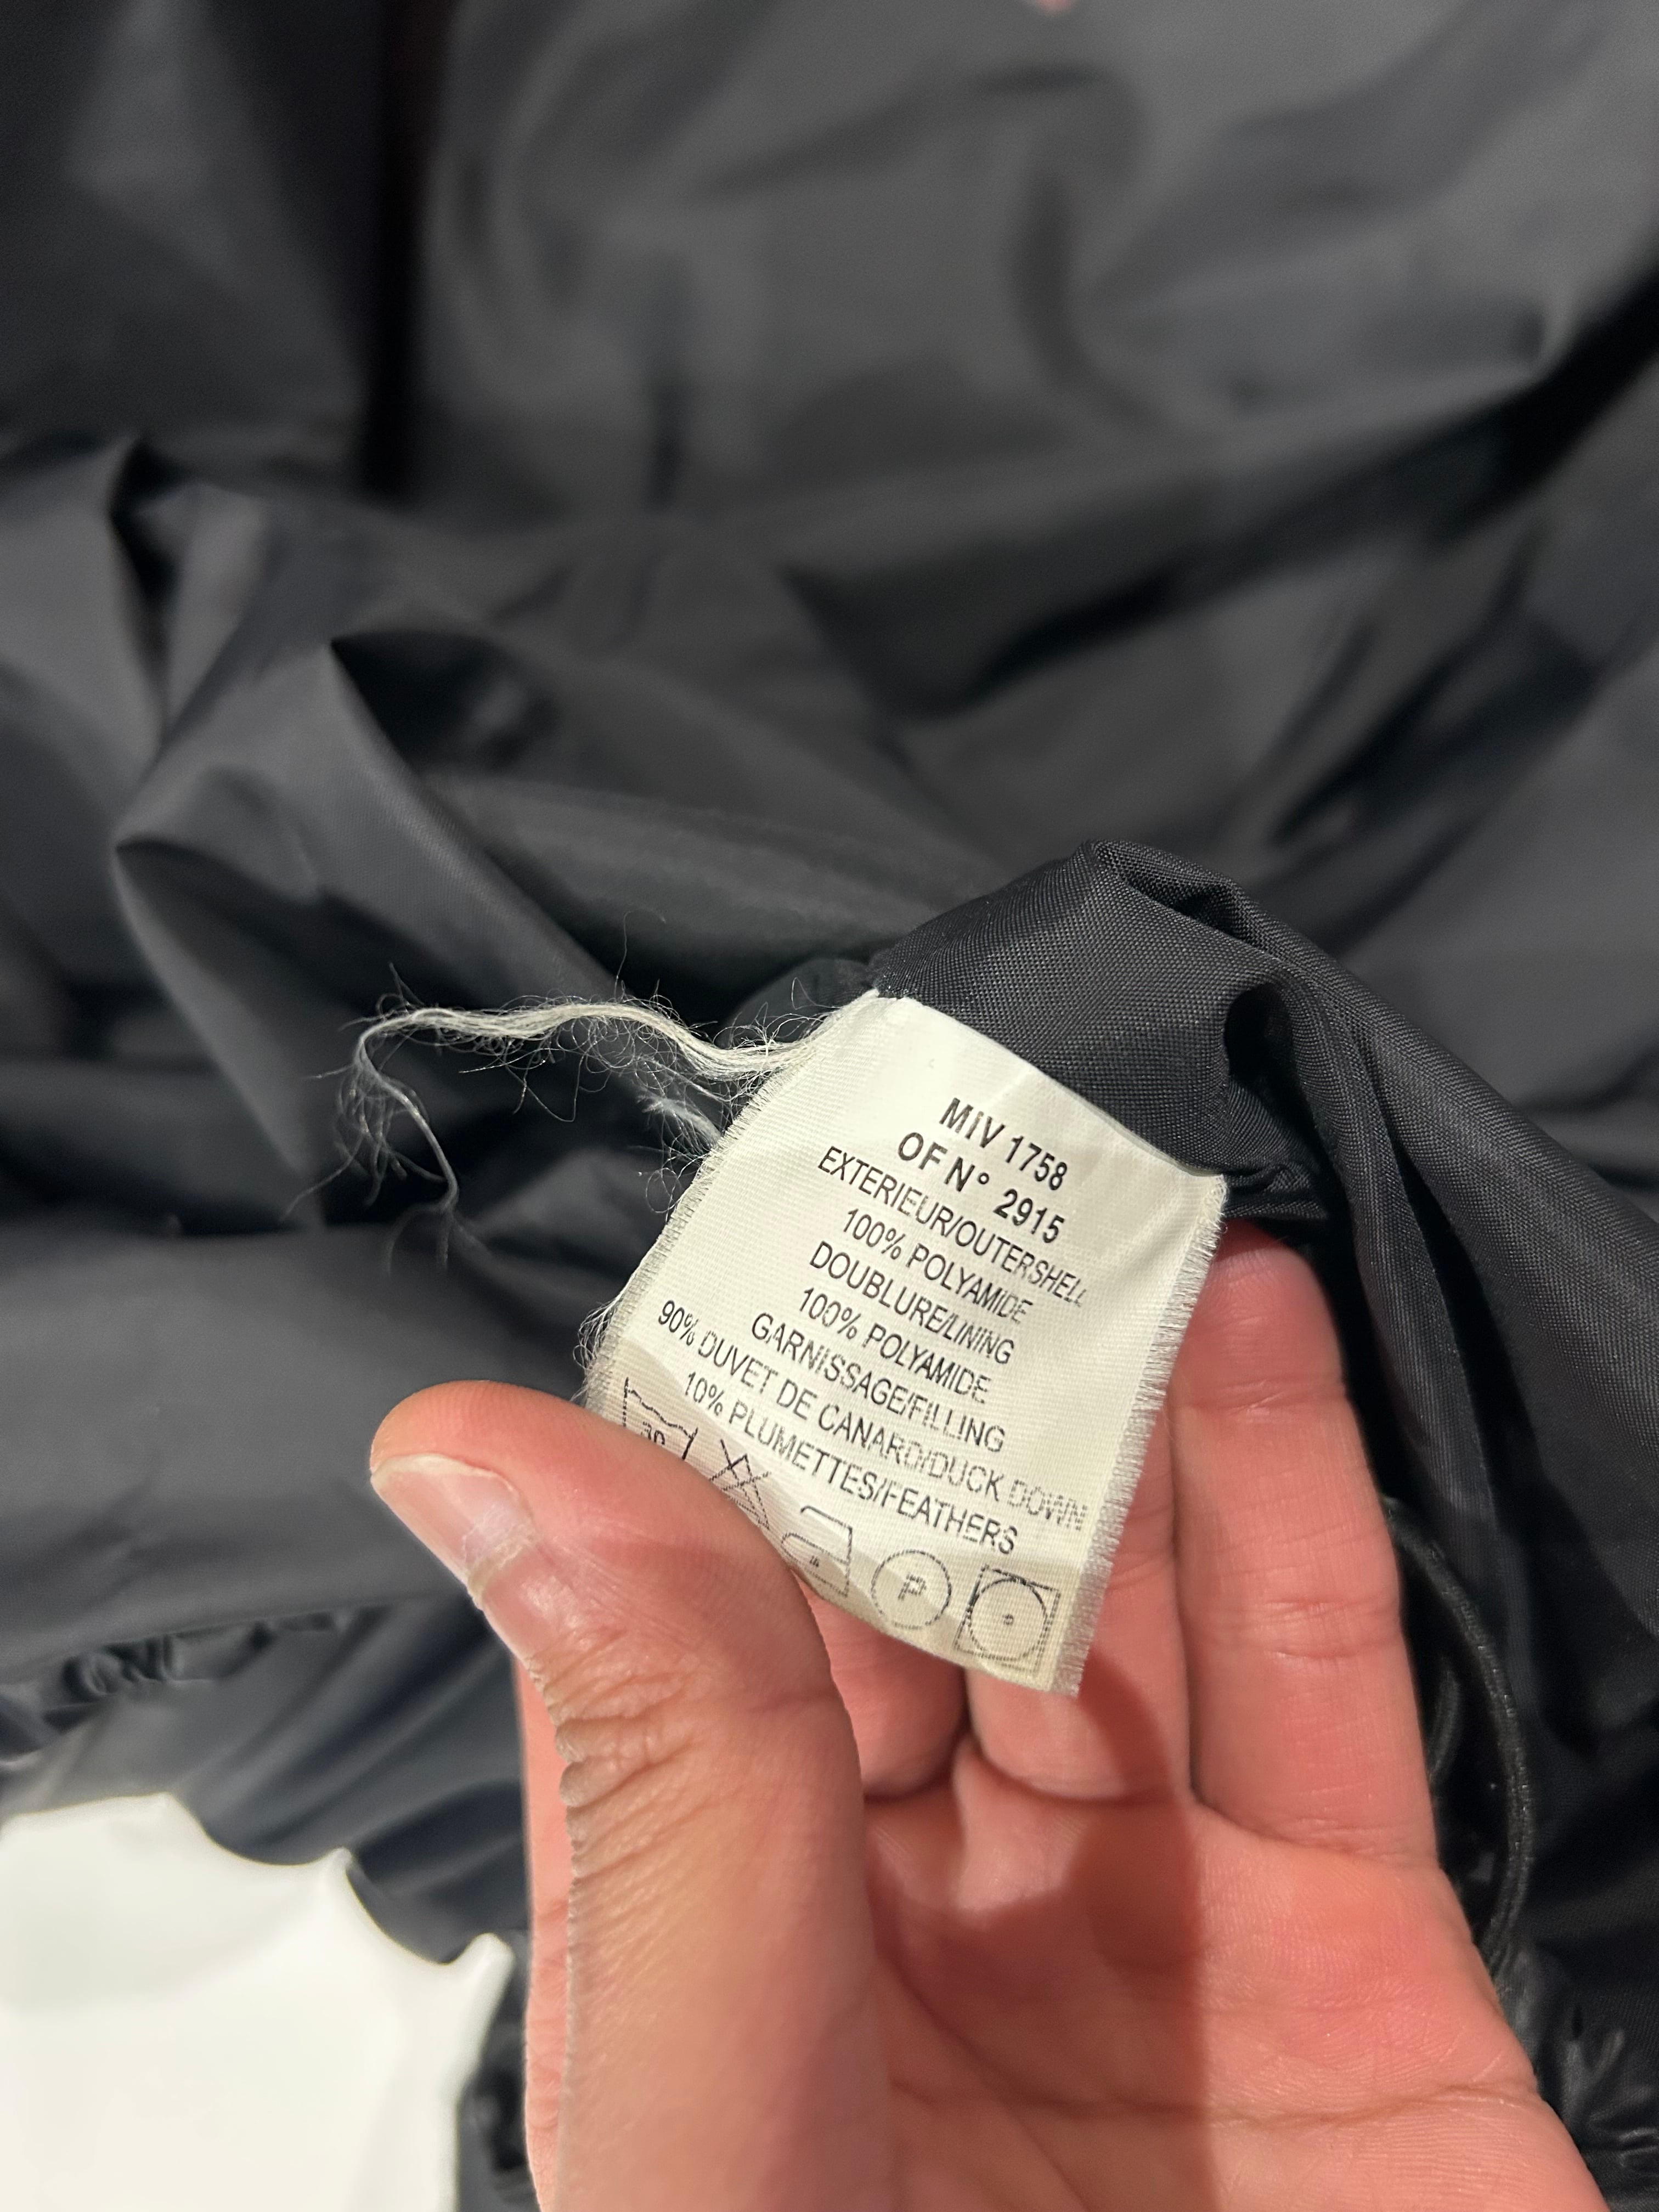 MIV 1758
OF N° 2915
EXTERIEUR/OUTERSHELL
100% POLYAMIDE
DOUBLURE/LINING
100% POLYAMIDE
GARNISSAGE/FILLING
90% DUVET DE CANARD/DUCK DOWN
10% PLUMETTES/FEATHERS
30
P